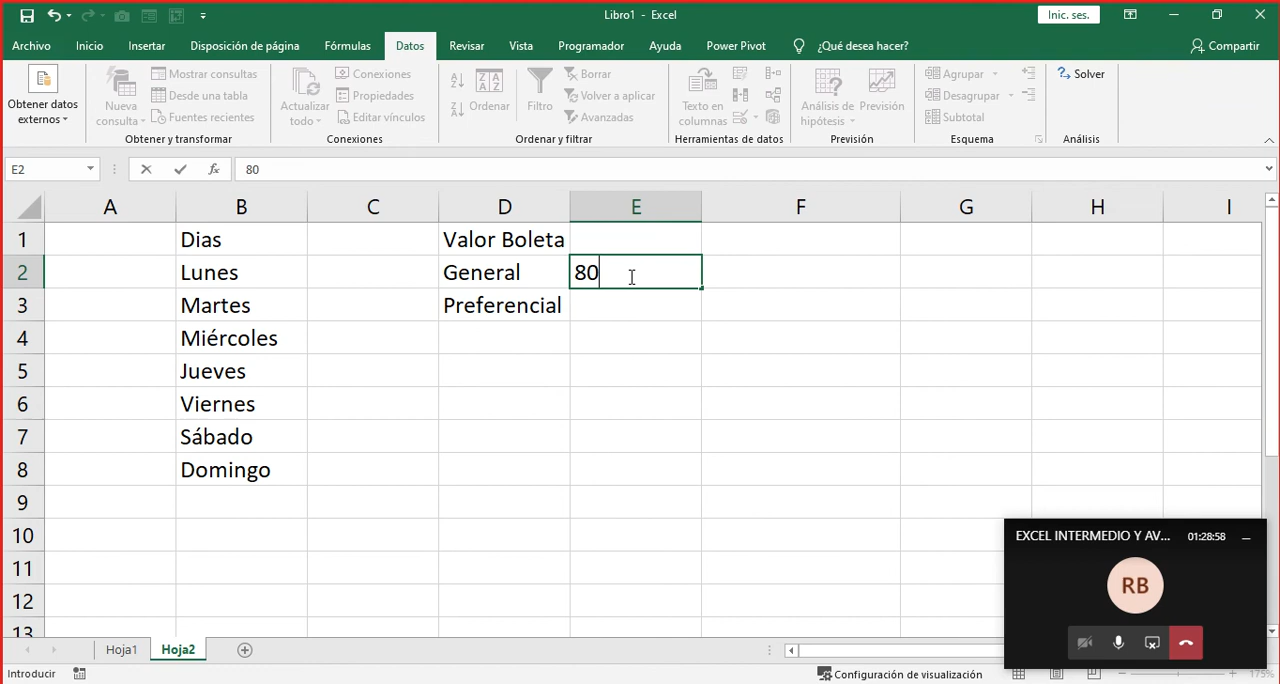 Libro1 - Excel
Inic. ses.
Archivo Inicio Insertar Disposición de página Fórmulas Datos Revisar Vista Programador Ayuda Power Pivot ¿Qué desea hacer? Compartir
Obtener datos externos
Nueva consulta
Mostrar consultas
Desde una tabla
Fuentes recientes
Obtener y transformar
Actualizar todo
Conexiones
Propiedades
Editar vínculos
Conexiones
Ordenar
Filtro
Borrar
Volver a aplicar
Avanzadas
Ordenar y filtrar
Texto en columnas
Herramientas de datos
Análisis de hipótesis
Previsión
Previsión
Agrupar
Desagrupar
Subtotal
Esquema
Solver
Análisis
E2 fx 80
A B C D E F G H I
1 Dias Valor Boleta
2 Lunes General 80
3 Martes Preferencial
4 Miércoles
5 Jueves
6 Viernes
7 Sábado
8 Domingo
9
10
11
12
13
EXCEL INTERMEDIO Y AV... 01:28:58
RB
Hoja1 Hoja2
Introducir
Configuración de visualización
175%